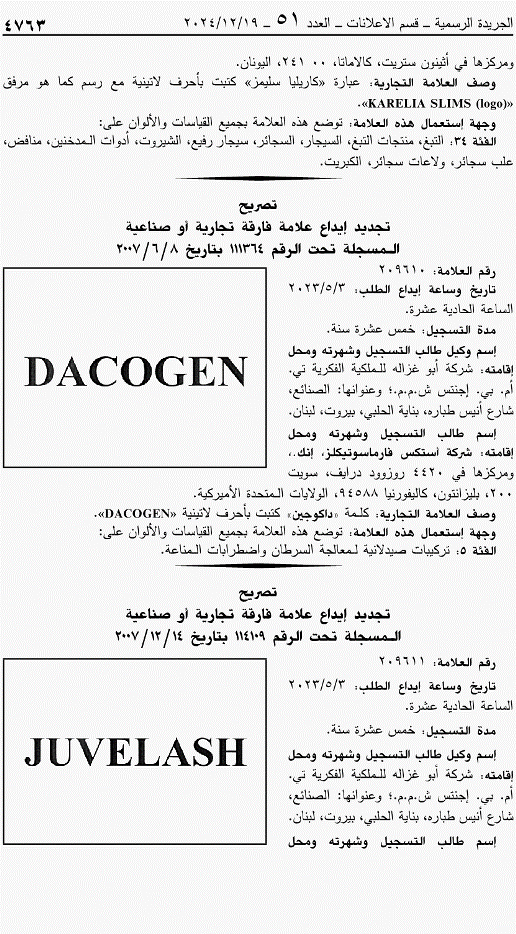 الجريدة الرسمية – قسم الاعلانات – العدد ٥١ – ٢٠٢٤/١٢/١٩
٤٧٦٣
ومركزها في أثينون ستريت، كالاماتا، ٠٠ ٢٤١، اليونان.
وصف العلامة التجارية: عبارة «كاريليا سليمز» كتبت بأحرف لاتينية مع رسم كما هو مرفق
«KARELIA SLIMS (logo)».
وجهة إستعمال هذه العلامة: توضع هذه العلامة بجميع القياسات والألوان على:
الفئة ٣٤: التبغ، منتجات التبغ، السيجار، السجائر، سيجار رفيع، الشيروت، أدوات المدخنين، منافض،
علب سجائر، ولاعات سجائر، الكبريت.
تصريح
تجديد إيداع علامة فارقة تجارية أو صناعية
المسجلة تحت الرقم ١١١٣٦٤ بتاريخ ٢٠٠٧/٦/٨
رقم العلامة: ٢٠٩٦١٠
تاريخ وساعة إيداع الطلب: ٢٠٢٣/٥/٣
الساعة الحادية عشرة.
مدة التسجيل: خمس عشرة سنة.
إسم وكيل طالب التسجيل وشهرته ومحل
إقامته: شركة أبو غزاله للملكية الفكرية تي.
أم. بي. إجنتس ش.م.م.؛ وعنوانها: الصنائع،
شارع أنيس طباره، بناية الحلبي، بيروت، لبنان.
إسم طالب التسجيل وشهرته ومحل
إقامته: شركة أستكس فارماسوتيكلز، إنك.،
ومركزها في ٤٤٢٠ روزوود درايف، سويت
٢٠٠، بليزانتون، كاليفورنيا ٩٤٥٨٨، الولايات المتحدة الأميركية.
DACOGEN
وصف العلامة التجارية: كلمة «داكوجين» كتبت بأحرف لاتينية «DACOGEN».
وجهة إستعمال هذه العلامة: توضع هذه العلامة بجميع القياسات والألوان على:
الفئة ٥: تركيبات صيدلانية لمعالجة السرطان واضطرابات المناعة.
تصريح
تجديد إيداع علامة فارقة تجارية أو صناعية
المسجلة تحت الرقم ١١٤١٠٩ بتاريخ ٢٠٠٧/١٢/١٤
رقم العلامة: ٢٠٩٦١١
تاريخ وساعة إيداع الطلب: ٢٠٢٣/٥/٣
الساعة الحادية عشرة.
مدة التسجيل: خمس عشرة سنة.
إسم وكيل طالب التسجيل وشهرته ومحل
إقامته: شركة أبو غزاله للملكية الفكرية تي.
أم. بي. إجنتس ش.م.م.؛ وعنوانها: الصنائع،
شارع أنيس طباره، بناية الحلبي، بيروت، لبنان.
إسم طالب التسجيل وشهرته ومحل
JUVELASH